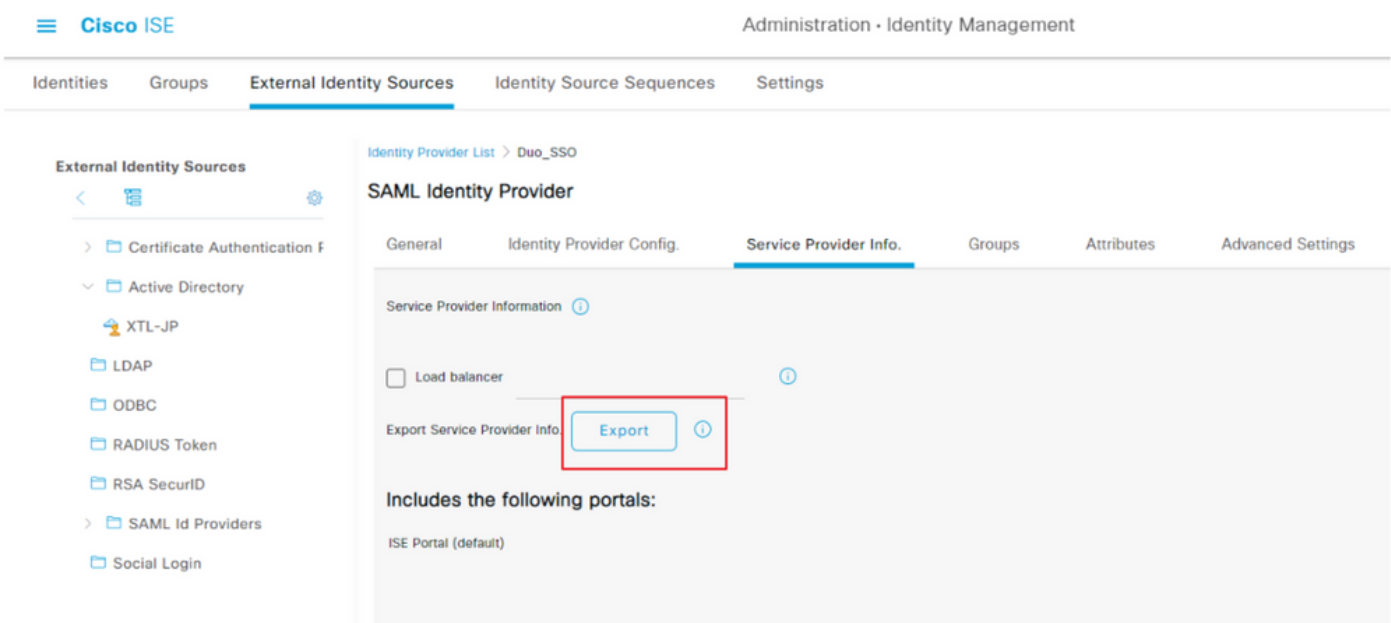 Cisco ISE
Administration · Identity Management
Identities Groups External Identity Sources Identity Source Sequences Settings
External Identity Sources
Certificate Authentication F
Active Directory
XTL-JP
LDAP
ODBC
RADIUS Token
RSA SecurID
SAML Id Providers
Social Login
Identity Provider List > Duo_SSO
SAML Identity Provider
General Identity Provider Config. Service Provider Info. Groups Attributes Advanced Settings
Service Provider Information
Load balancer
Export Service Provider Info. Export
Includes the following portals:
ISE Portal (default)